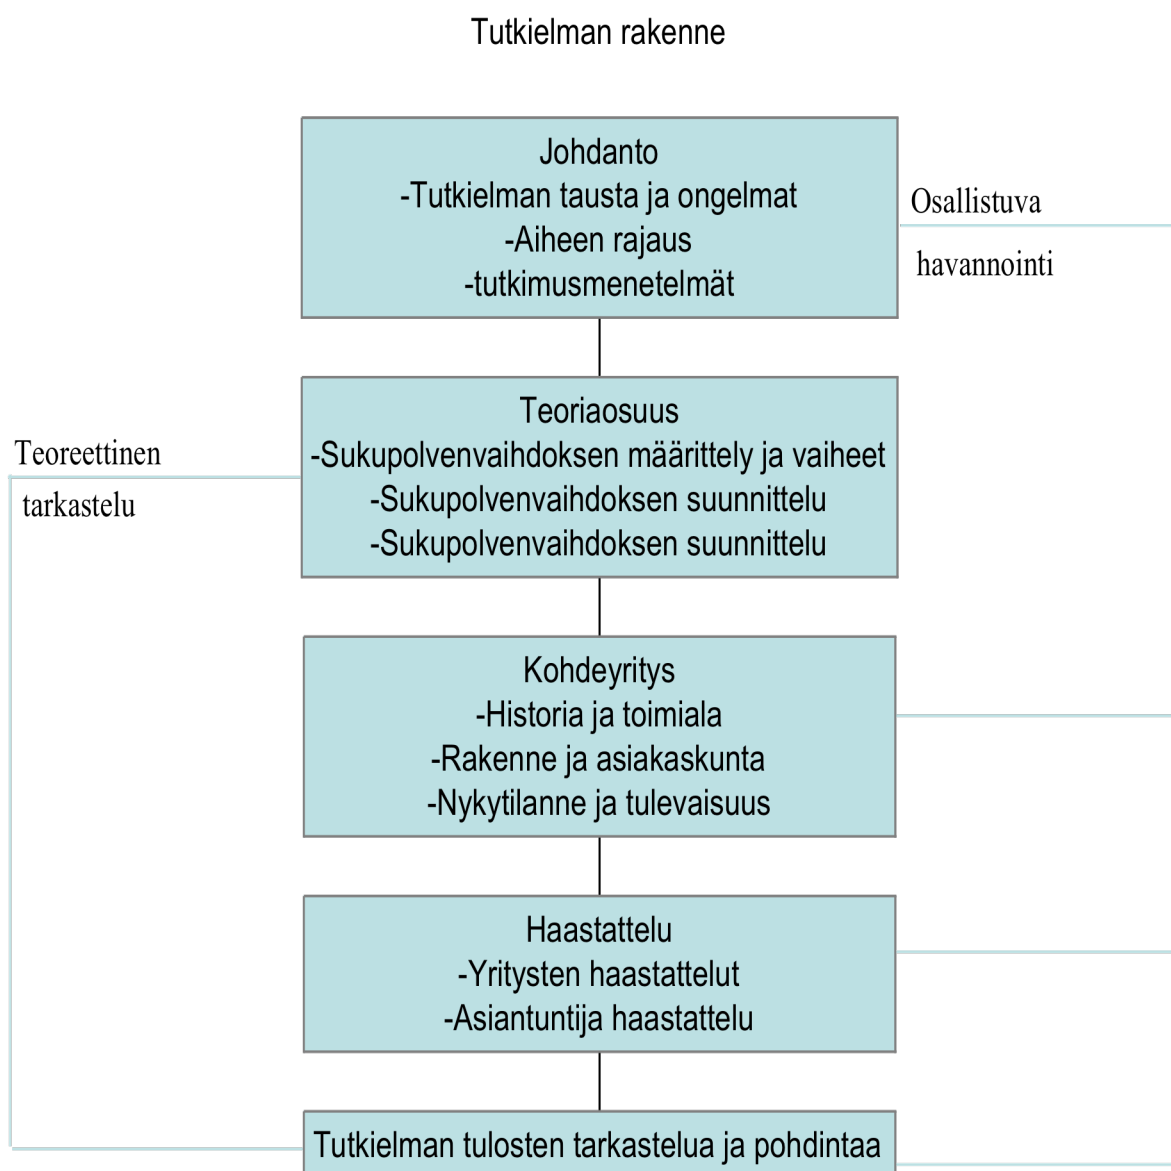 Tutkielman rakenne
Johdanto
-Tutkielman tausta ja ongelmat
-Aiheen rajaus
-tutkimusmenetelmät
Osallistuva
havannointi
Teoriaosuus
-Sukupolvenvaihdoksen määrittely ja vaiheet
-Sukupolvenvaihdoksen suunnittelu
-Sukupolvenvaihdoksen suunnittelu
Teoreettinen
tarkastelu
Kohdeyritys
-Historia ja toimiala
-Rakenne ja asiakaskunta
-Nykytilanne ja tulevaisuus
Haastattelu
-Yritysten haastattelut
-Asiantuntija haastattelu
Tutkielman tulosten tarkastelua ja pohdintaa